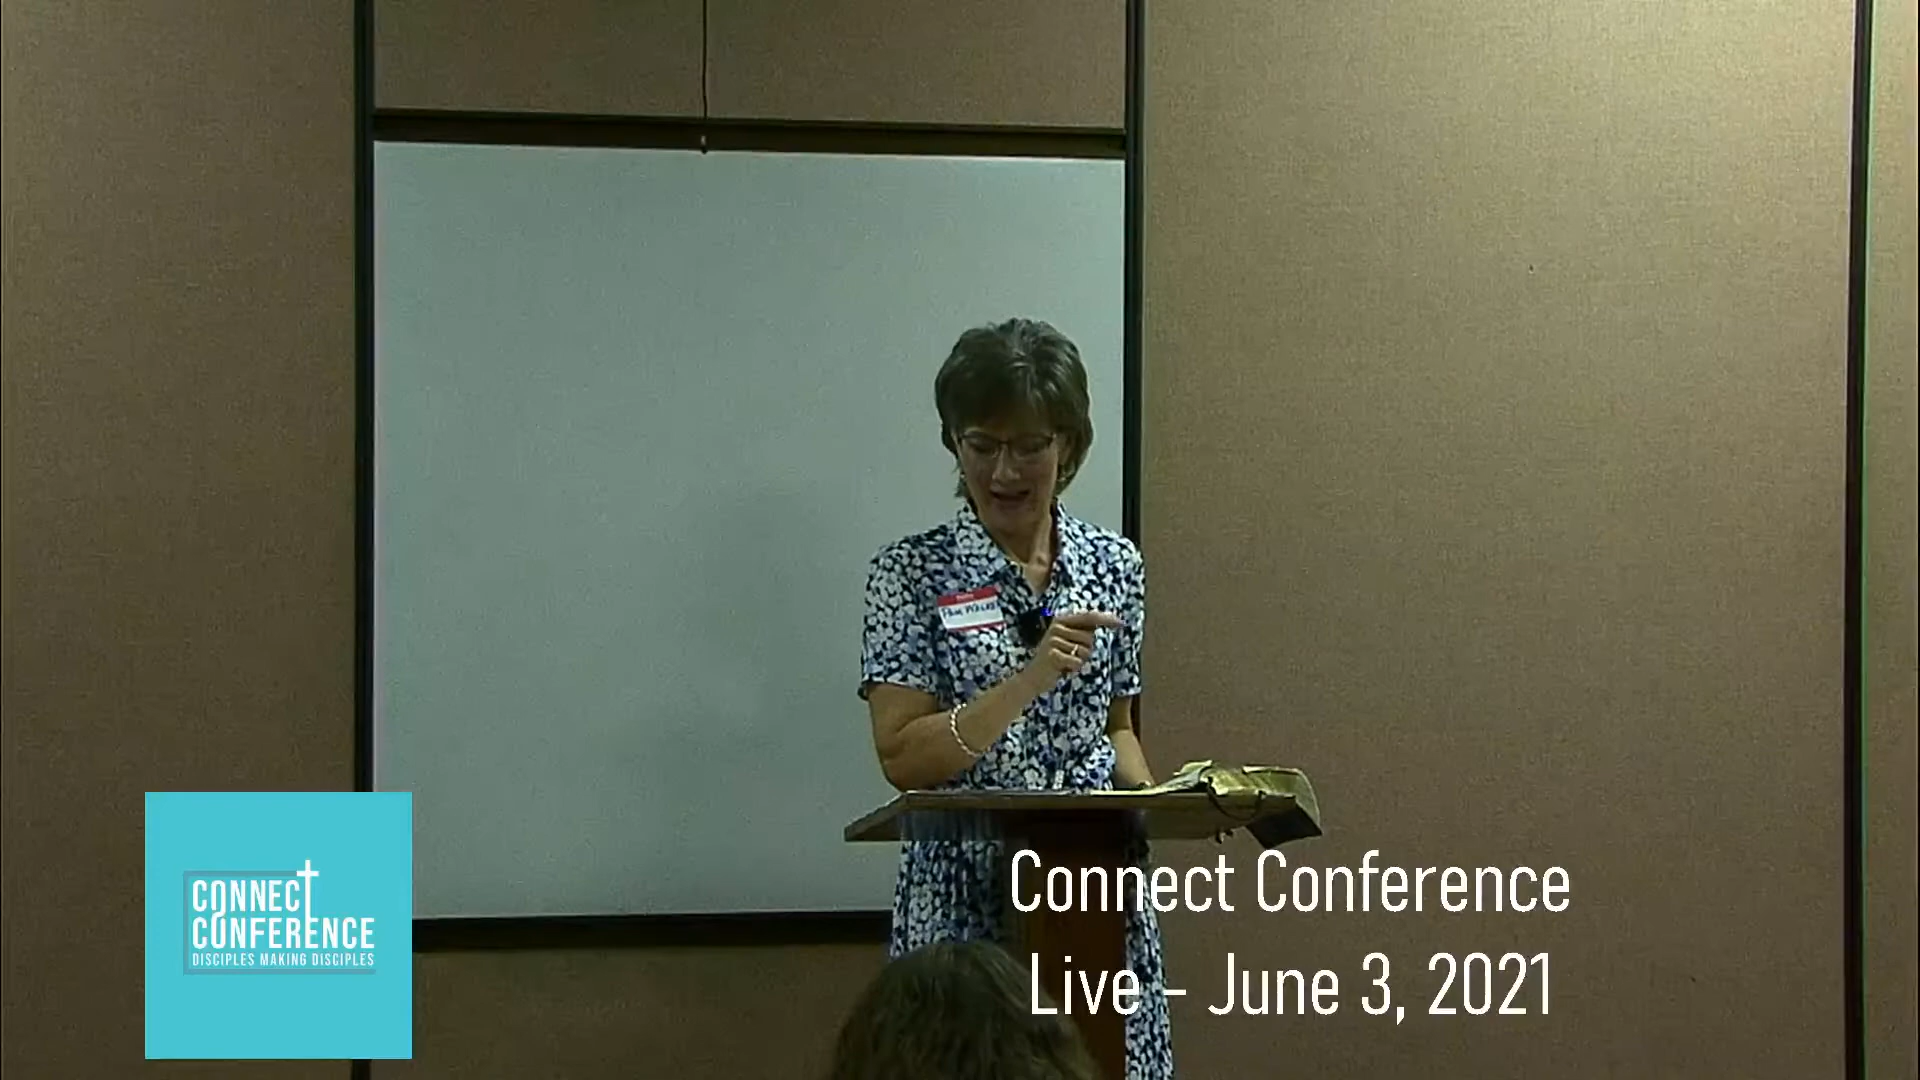 CONNECT
CONFERENCE
DISCIPLES MAKING DISCIPLES
Connect Conference
Live - June 3, 2021